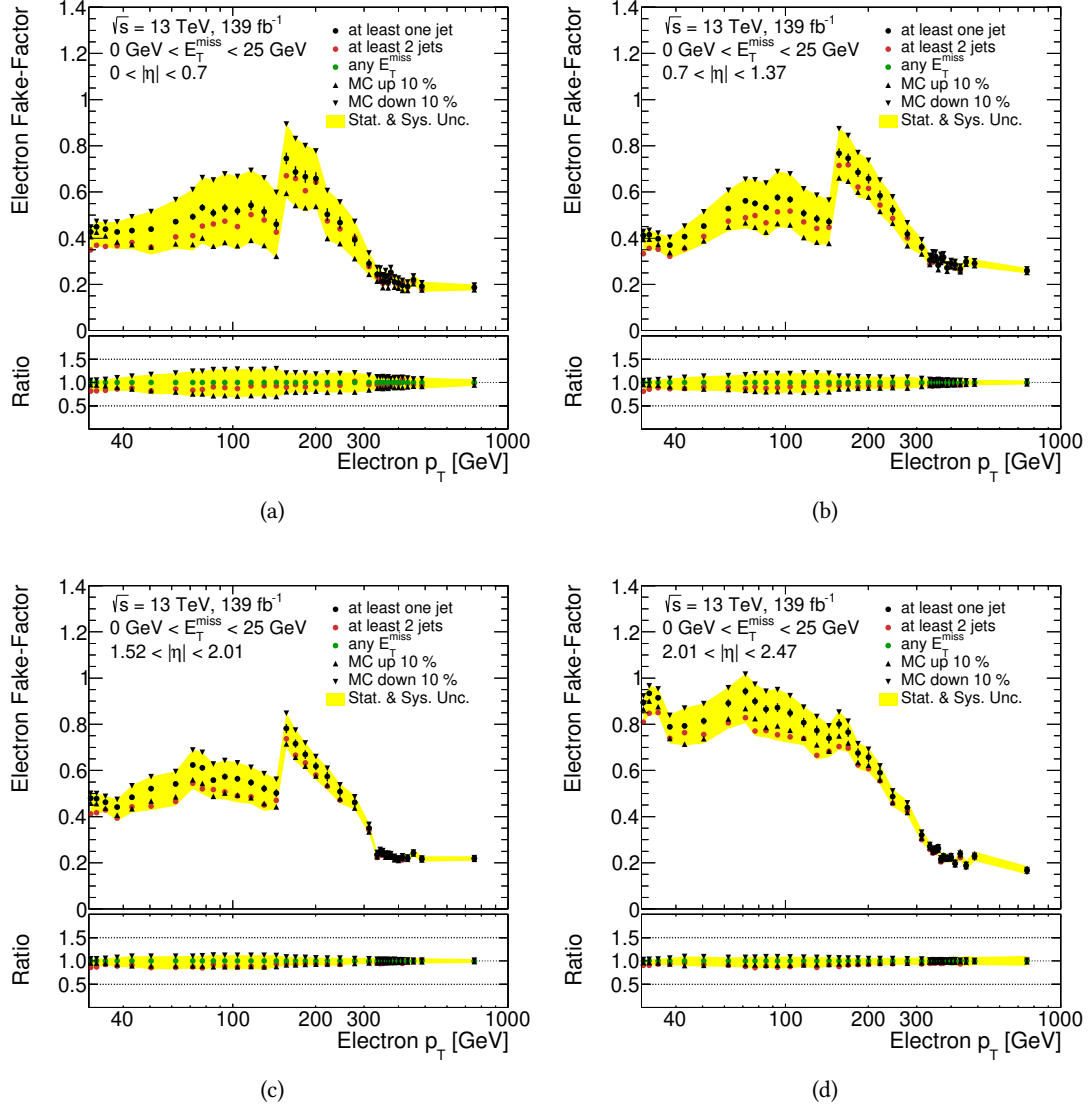 Electron Fake-Factor
1.4
1.2
1
0.8
0.6
0.4
0.2
0
√s = 13 TeV, 139 fb⁻¹
0 GeV < E_T^miss < 25 GeV
0 < |η| < 0.7
at least one jet
at least 2 jets
any E_T^miss
MC up 10 %
MC down 10 %
Stat. & Sys. Unc.
Ratio
1.5
1.0
0.5
40 100 200 300 1000
Electron p_T [GeV]
(a)
Electron Fake-Factor
1.4
1.2
1
0.8
0.6
0.4
0.2
0
√s = 13 TeV, 139 fb⁻¹
0 GeV < E_T^miss < 25 GeV
0.7 < |η| < 1.37
at least one jet
at least 2 jets
any E_T^miss
MC up 10 %
MC down 10 %
Stat. & Sys. Unc.
Ratio
1.5
1.0
0.5
40 100 200 300 1000
Electron p_T [GeV]
(b)
Electron Fake-Factor
1.4
1.2
1
0.8
0.6
0.4
0.2
0
√s = 13 TeV, 139 fb⁻¹
0 GeV < E_T^miss < 25 GeV
1.52 < |η| < 2.01
at least one jet
at least 2 jets
any E_T^miss
MC up 10 %
MC down 10 %
Stat. & Sys. Unc.
Ratio
1.5
1.0
0.5
40 100 200 300 1000
Electron p_T [GeV]
(c)
Electron Fake-Factor
1.4
1.2
1
0.8
0.6
0.4
0.2
0
√s = 13 TeV, 139 fb⁻¹
0 GeV < E_T^miss < 25 GeV
2.01 < |η| < 2.47
at least one jet
at least 2 jets
any E_T^miss
MC up 10 %
MC down 10 %
Stat. & Sys. Unc.
Ratio
1.5
1.0
0.5
40 100 200 300 1000
Electron p_T [GeV]
(d)